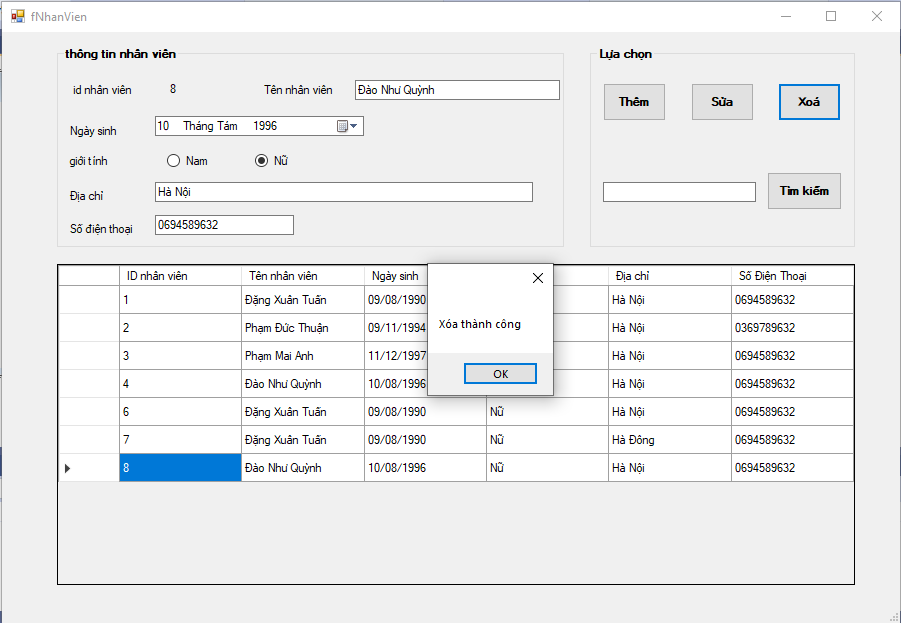 fNhanVien
thông tin nhân viên
id nhân viên 8 Tên nhân viên Đào Như Quỳnh
Ngày sinh 10 Tháng Tám 1996
giới tính Nam Nữ
Địa chỉ Hà Nội
Số điện thoại 0694589632
Lựa chọn
Thêm Sửa Xoá
Tìm kiếm
ID nhân viên Tên nhân viên Ngày sinh Địa chỉ Số Điện Thoại
1 Đặng Xuân Tuấn 09/08/1990 Hà Nội 0694589632
2 Phạm Đức Thuận 09/11/1994 Hà Nội 0369789632
3 Phạm Mai Anh 11/12/1997 Hà Nội 0694589632
4 Đào Như Quỳnh 10/08/1996 Hà Nội 0694589632
6 Đặng Xuân Tuấn 09/08/1990 Nữ Hà Nội 0694589632
7 Đặng Xuân Tuấn 09/08/1990 Nữ Hà Đông 0694589632
8 Đào Như Quỳnh 10/08/1996 Nữ Hà Nội 0694589632
Xóa thành công
OK